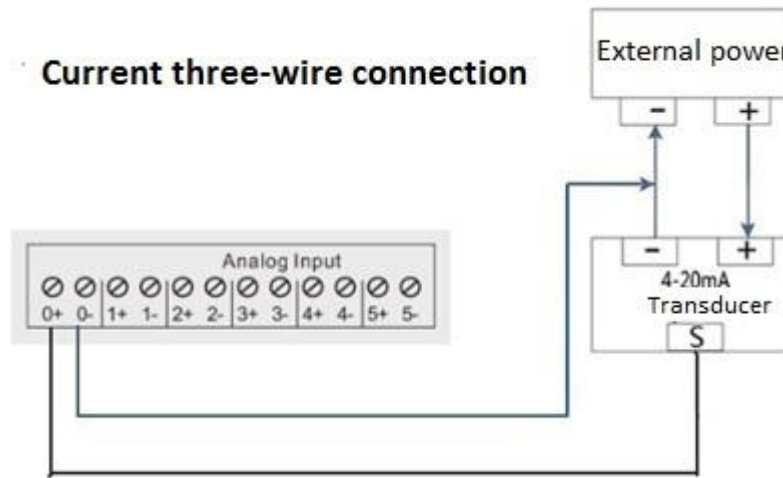 Current three-wire connection
External power
- +
Analog Input
0+ 0- 1+ 1- 2+ 2- 3+ 3- 4+ 4- 5+ 5-
- +
4-20mA
Transducer
S